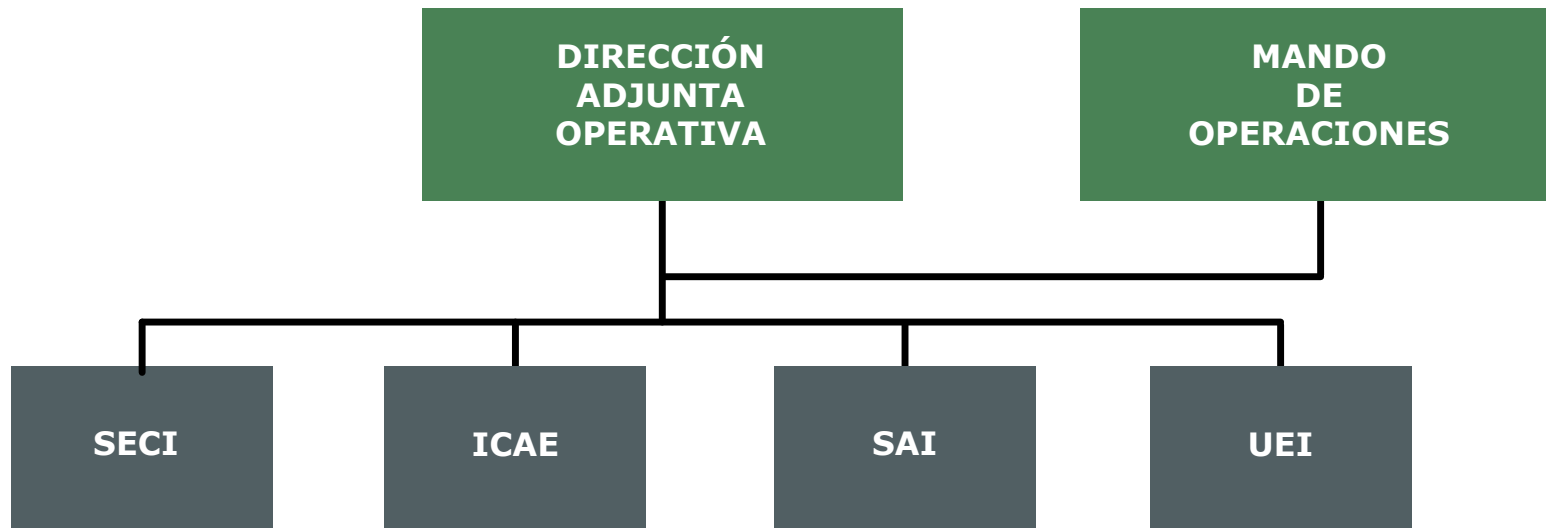 DIRECCIÓN
ADJUNTA
OPERATIVA
MANDO
DE
OPERACIONES
SECI
ICAE
SAI
UEI